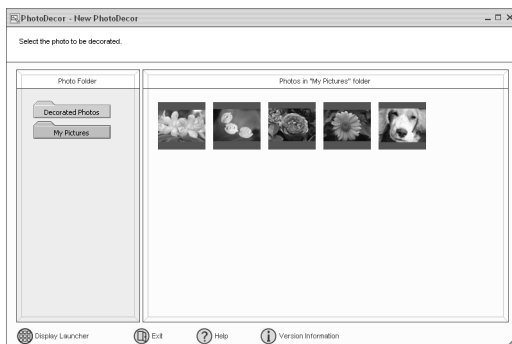 PhotoDecor - New PhotoDecor
Select the photo to be decorated.
Photo Folder
Photos in "My Pictures" folder
Decorated Photos
My Pictures
Display Launcher
Exit
? Help
i Version Information